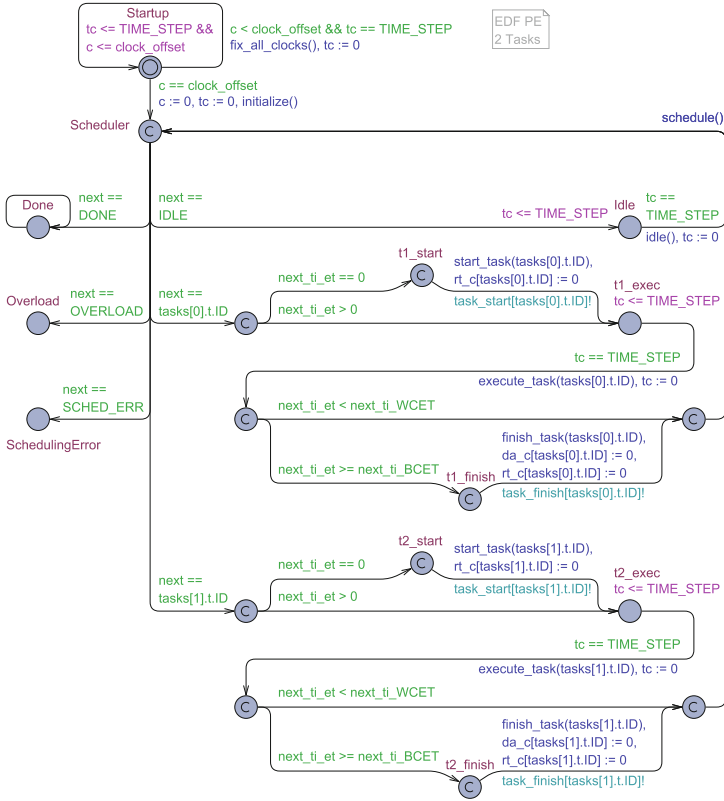 Startup
tc <= TIME_STEP &&
c <= clock_offset
c < clock_offset && tc == TIME_STEP
fix_all_clocks(), tc := 0
EDF PE
2 Tasks
c == clock_offset
c := 0, tc := 0, initialize()
Scheduler
C
schedule()
Done
next ==
DONE
next ==
IDLE
tc <= TIME_STEP
Idle
tc ==
TIME_STEP
idle(), tc := 0
Overload
next ==
OVERLOAD
next ==
tasks[0].t.ID
C
next_ti_et == 0
next_ti_et > 0
t1_start
C
start_task(tasks[0].t.ID),
rt_c[tasks[0].t.ID] := 0
task_start[tasks[0].t.ID]!
t1_exec
tc <= TIME_STEP
tc == TIME_STEP
execute_task(tasks[0].t.ID), tc := 0
next ==
SCHED_ERR
SchedulingError
C
next_ti_et < next_ti_WCET
C
next_ti_et >= next_ti_BCET
t1_finish
C
finish_task(tasks[0].t.ID),
da_c[tasks[0].t.ID] := 0,
rt_c[tasks[0].t.ID] := 0
task_finish[tasks[0].t.ID]!
next ==
tasks[1].t.ID
C
next_ti_et == 0
next_ti_et > 0
t2_start
C
start_task(tasks[1].t.ID),
rt_c[tasks[1].t.ID] := 0
task_start[tasks[1].t.ID]!
t2_exec
tc <= TIME_STEP
tc == TIME_STEP
execute_task(tasks[1].t.ID), tc := 0
C
next_ti_et < next_ti_WCET
C
next_ti_et >= next_ti_BCET
t2_finish
C
finish_task(tasks[1].t.ID),
da_c[tasks[1].t.ID] := 0,
rt_c[tasks[1].t.ID] := 0
task_finish[tasks[1].t.ID]!